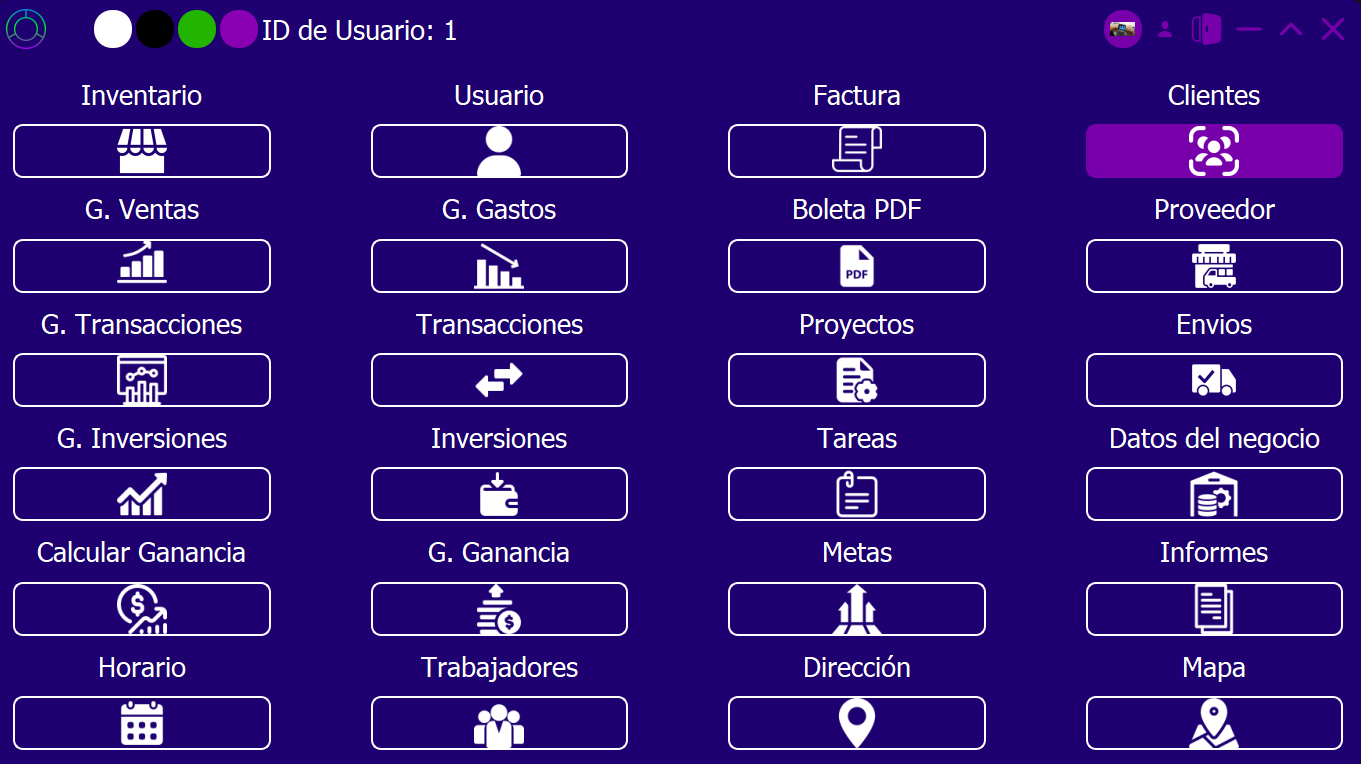 ID de Usuario: 1
Inventario
Usuario
Factura
Clientes
G. Ventas
G. Gastos
Boleta PDF
Proveedor
PDF
G. Transacciones
Transacciones
Proyectos
Envios
G. Inversiones
Inversiones
Tareas
Datos del negocio
Calcular Ganancia
G. Ganancia
Metas
Informes
Horario
Trabajadores
Dirección
Mapa